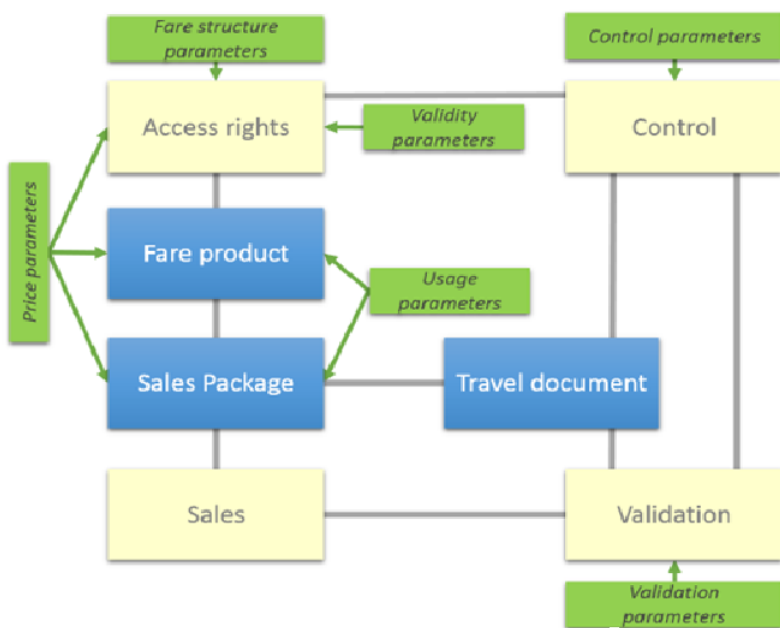 Fare structure
parameters
Control parameters
Access rights
Validity
parameters
Control
Price parameters
Fare product
Usage
parameters
Sales Package
Travel document
Sales
Validation
Validation
parameters